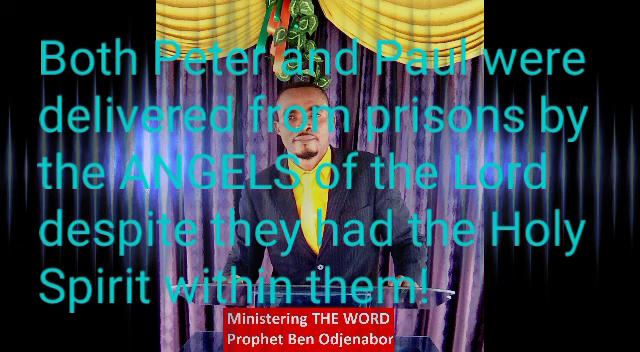 Both Peter and Paul were
delivered from prisons by
the ANGELS of the Lord
despite they had the Holy
Spirit within them!
Ministering THE WORD
Prophet Ben Odjenabor